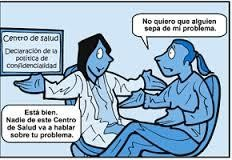 Centro de salud
Declaración de la
política de
confidencialidad
No quiero que alguien
sepa de mi problema.
Está bien.
Nadie de este Centro
de Salud va a hablar
sobre tu problema.